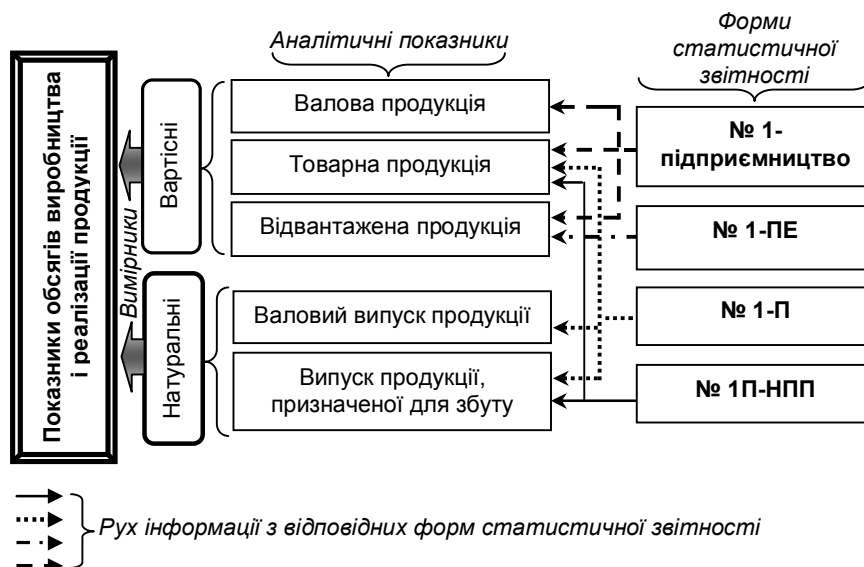 Аналітичні показники
Форми
статистичної
звітності
Показники обсягів виробництва
і реалізації продукції
Вимірники
Вартісні
Натуральні
Валова продукція
Товарна продукція
Відвантажена продукція
Валовий випуск продукції
Випуск продукції,
призначеної для збуту
№ 1-
підприємництво
№ 1-ПЕ
№ 1-П
№ 1П-НПП
Рух інформації з відповідних форм статистичної звітності